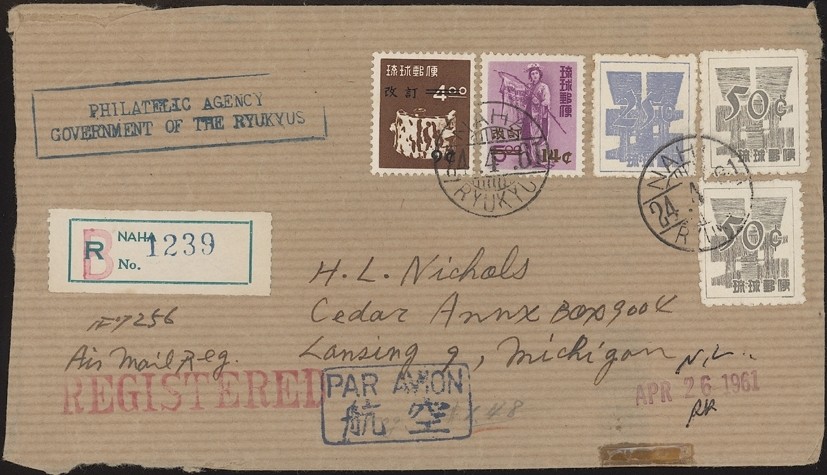 PHILATELIC AGENCY
GOVERNMENT OF THE RYUKYUS
琉球郵便
改訂 4.00
9¢
琉球郵便
改訂
14¢
25¢
50¢
琉球郵便
50¢
琉球郵便
NAHA
RYUKYU
NAHA
24
R NAHA
No. 1239
H. L. Nichols
Cedar Annx Box 900K
Lansing 9, Michigan
Air Mail Reg.
REGISTERED
PAR AVION
航空
APR 26 1961